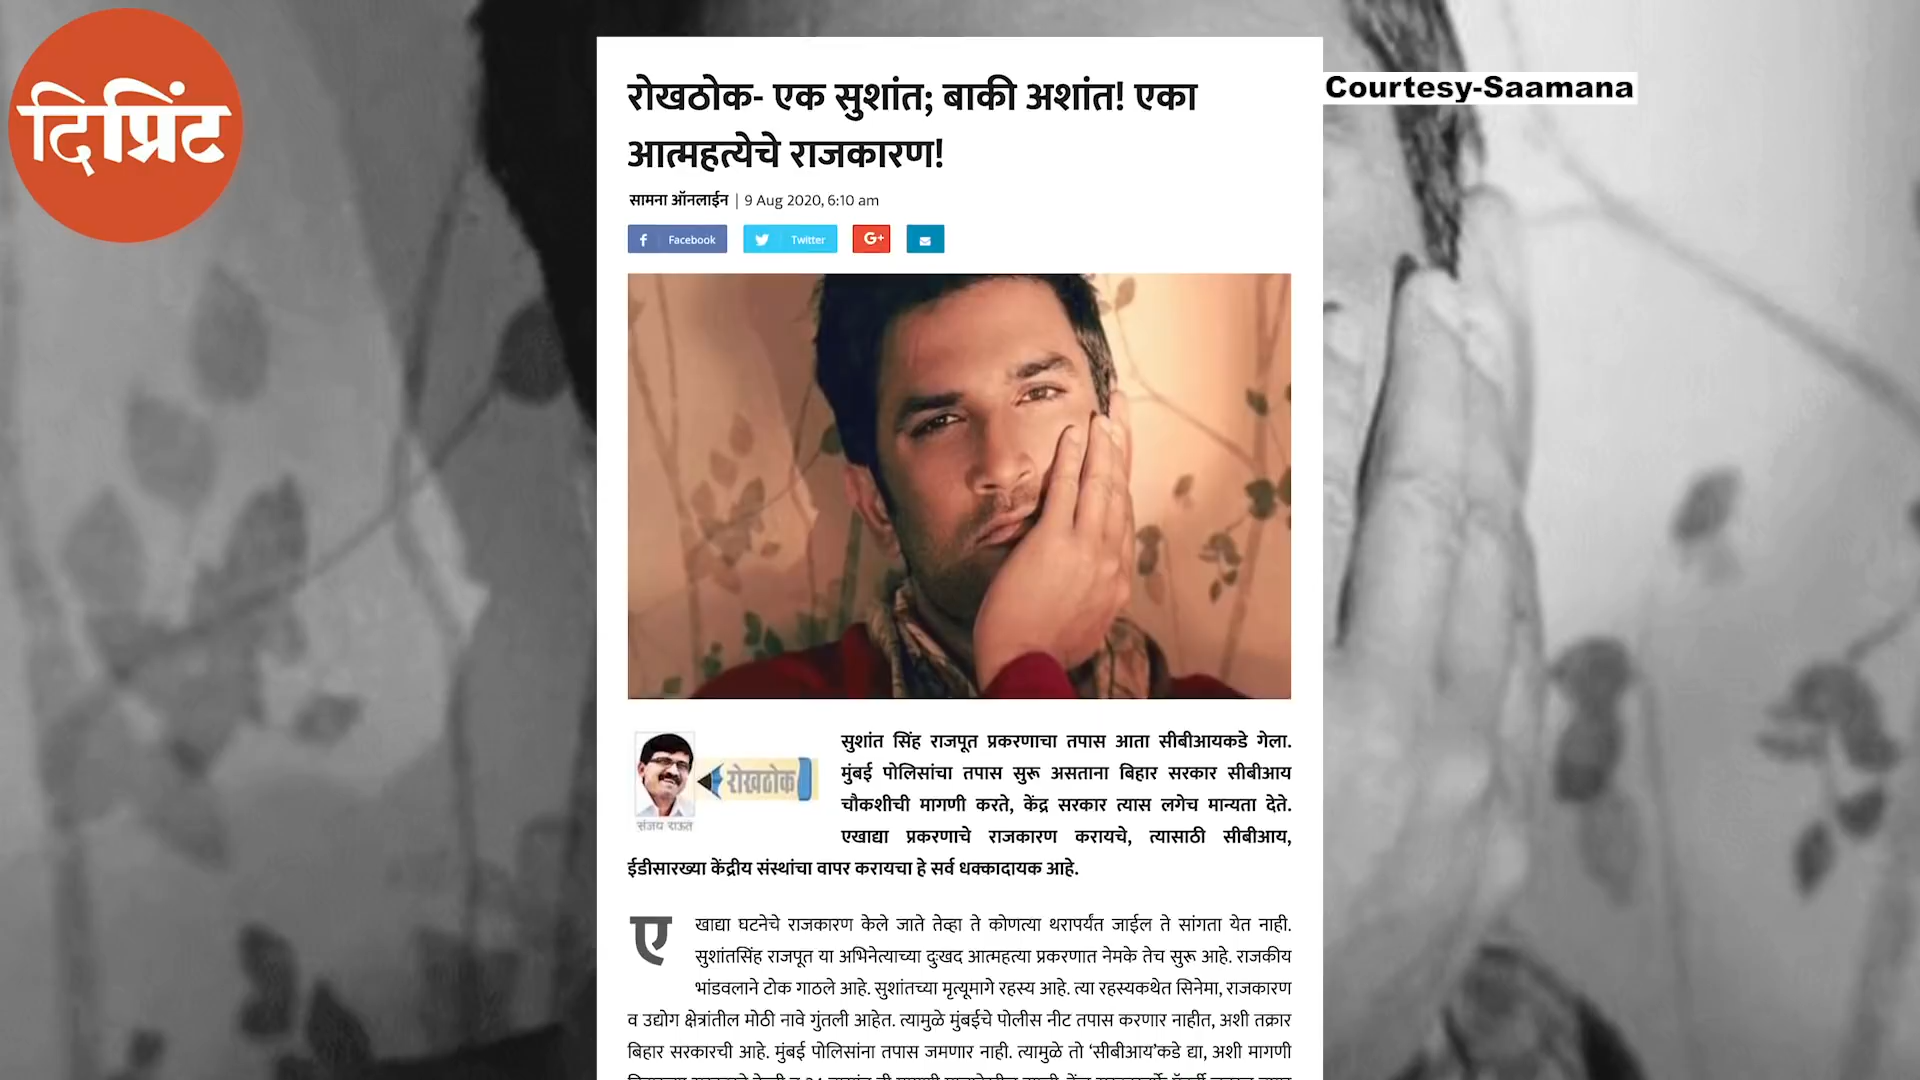 दिप्रिंट
Courtesy-Saamana
रोखठोक- एक सुशांत; बाकी अशांत! एका
आत्महत्येचे राजकारण!
सामना ऑनलाईन | 9 Aug 2020, 6:10 am
Facebook Twitter G+
सुशांत सिंह राजपूत प्रकरणाचा तपास आता सीबीआयकडे गेला.
मुंबई पोलिसांचा तपास सुरू असताना बिहार सरकार सीबीआय
चौकशीची मागणी करते, केंद्र सरकार त्यास लगेच मान्यता देते.
एखाद्या प्रकरणाचे राजकारण करायचे, त्यासाठी सीबीआय,
ईडीसारख्या केंद्रीय संस्थांचा वापर करायचा हे सर्व धक्कादायक आहे.
रोखठोक
संजय राऊत
एखाद्या घटनेचे राजकारण केले जाते तेव्हा ते कोणत्या थरापर्यंत जाईल ते सांगता येत नाही.
सुशांतसिंह राजपूत या अभिनेत्याच्या दुःखद आत्महत्या प्रकरणात नेमके तेच सुरू आहे. राजकीय
भांडवलाने टोक गाठले आहे. सुशांतच्या मृत्यूमागे रहस्य आहे. त्या रहस्यकथेत सिनेमा, राजकारण
व उद्योग क्षेत्रांतील मोठी नावे गुंतली आहेत. त्यामुळे मुंबईचे पोलीस नीट तपास करणार नाहीत, अशी तक्रार
बिहार सरकारची आहे. मुंबई पोलिसांना तपास जमणार नाही. त्यामुळे तो ‘सीबीआय’कडे द्या, अशी मागणी